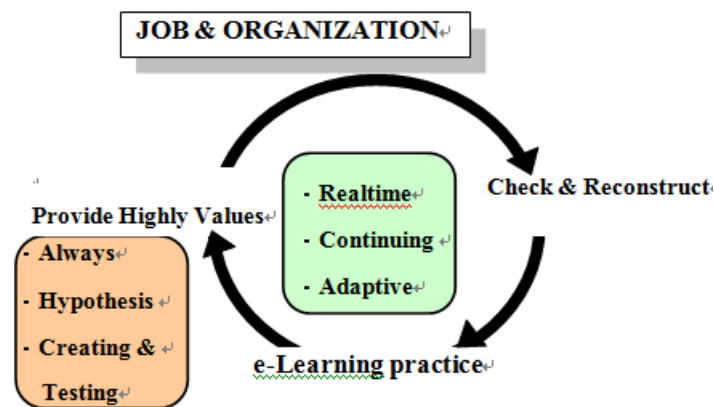 JOB & ORGANIZATION
Check & Reconstruct
Provide Highly Values
- Realtime
- Continuing
- Adaptive
- Always
- Hypothesis
- Creating &
Testing
e-Learning practice